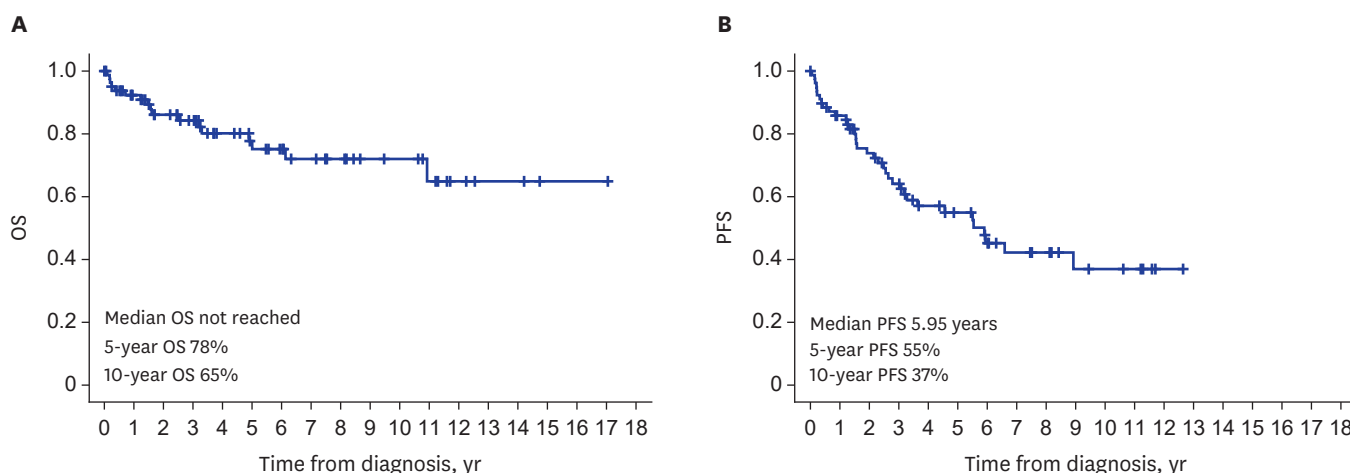 A
OS
1.0
0.8
0.6
0.4
0.2
0
Median OS not reached
5-year OS 78%
10-year OS 65%
0 1 2 3 4 5 6 7 8 9 10 11 12 13 14 15 16 17 18
Time from diagnosis, yr
B
PFS
1.0
0.8
0.6
0.4
0.2
0
Median PFS 5.95 years
5-year PFS 55%
10-year PFS 37%
0 1 2 3 4 5 6 7 8 9 10 11 12 13 14 15 16 17 18
Time from diagnosis, yr